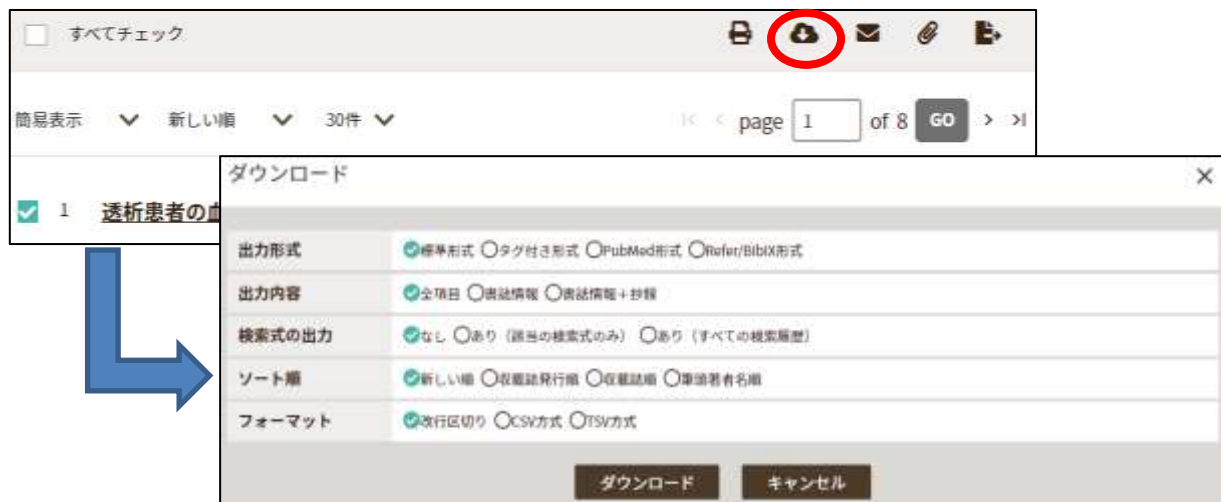 すべてチェック
簡易表示 新しい順 30件 page 1 of 8 GO
1 透析患者の血
ダウンロード
出力形式 標準形式 タグ付き形式 PubMed形式 Refer/BibIX形式
出力内容 全項目 書誌情報 書誌情報+抄録
検索式の出力 なし あり（該当の検索式のみ） あり（すべての検索履歴）
ソート順 新しい順 収載誌発行順 収載誌順 筆頭著者名順
フォーマット 改行区切り CSV方式 TSV方式
ダウンロード キャンセル